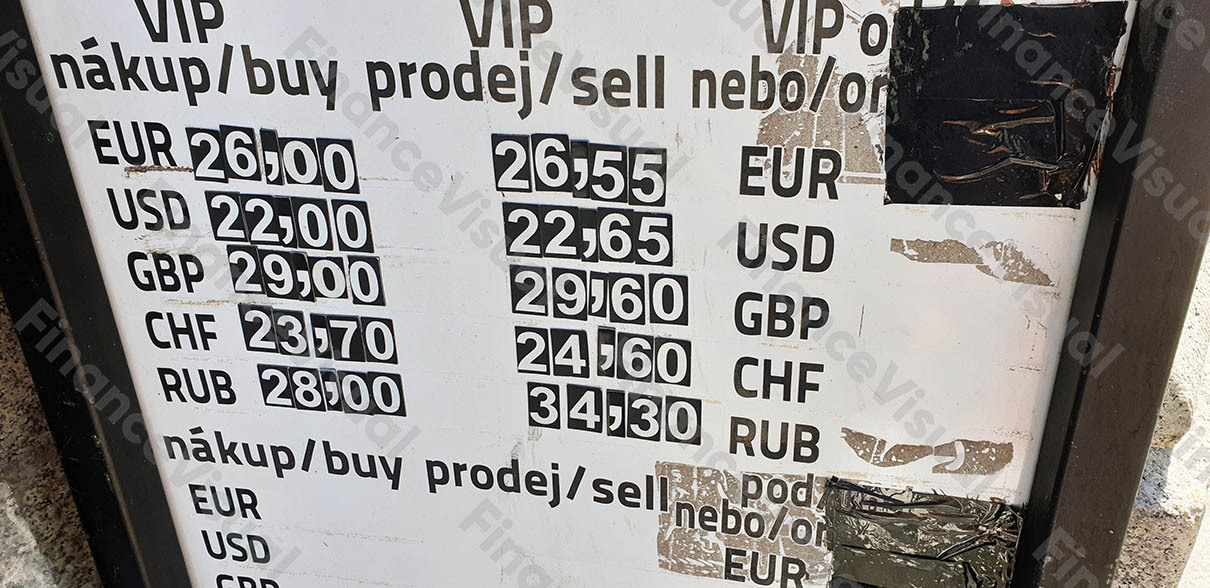 VIP VIP VIP
nákup/buy prodej/sell nebo/or
EUR 26,00 26,55 EUR
USD 22,00 22,65 USD
GBP 29,00 29,60 GBP
CHF 23,70 24,60 CHF
RUB 28,00 34,30 RUB
nákup/buy prodej/sell pod
nebo/or
EUR EUR
USD
GBP
FinanceVisual